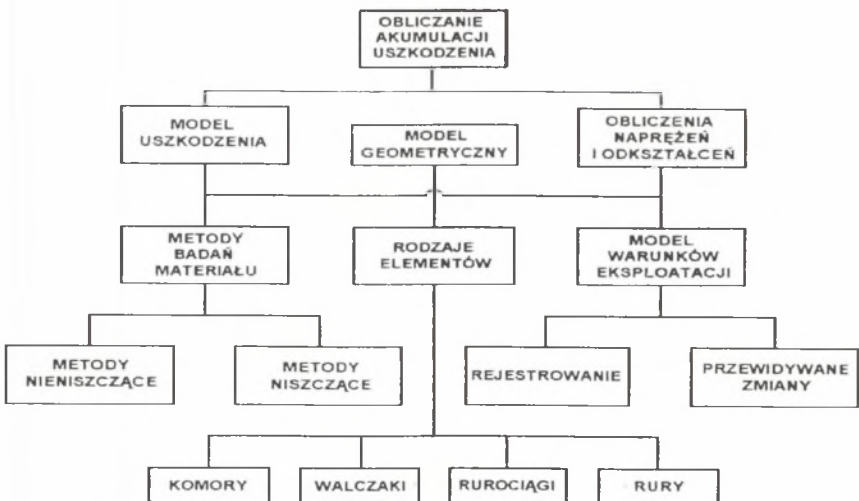 OBLICZANIE
AKUMULACJI
USZKODZENIA
MODEL
USZKODZENIA
MODEL
GEOMETRYCZNY
OBLICZENIA
NAPRĘŻEŃ
I ODKSZTAŁCEŃ
METODY
BADAŃ
MATERIAŁU
RODZAJE
ELEMENTÓW
MODEL
WARUNKÓW
EKSPLOATACJI
METODY
NIENISZCZĄCE
METODY
NISZCZĄCE
REJESTROWANIE
PRZEWIDYWANE
ZMIANY
KOMORY
WALCZAKI
RUROCIĄGI
RURY